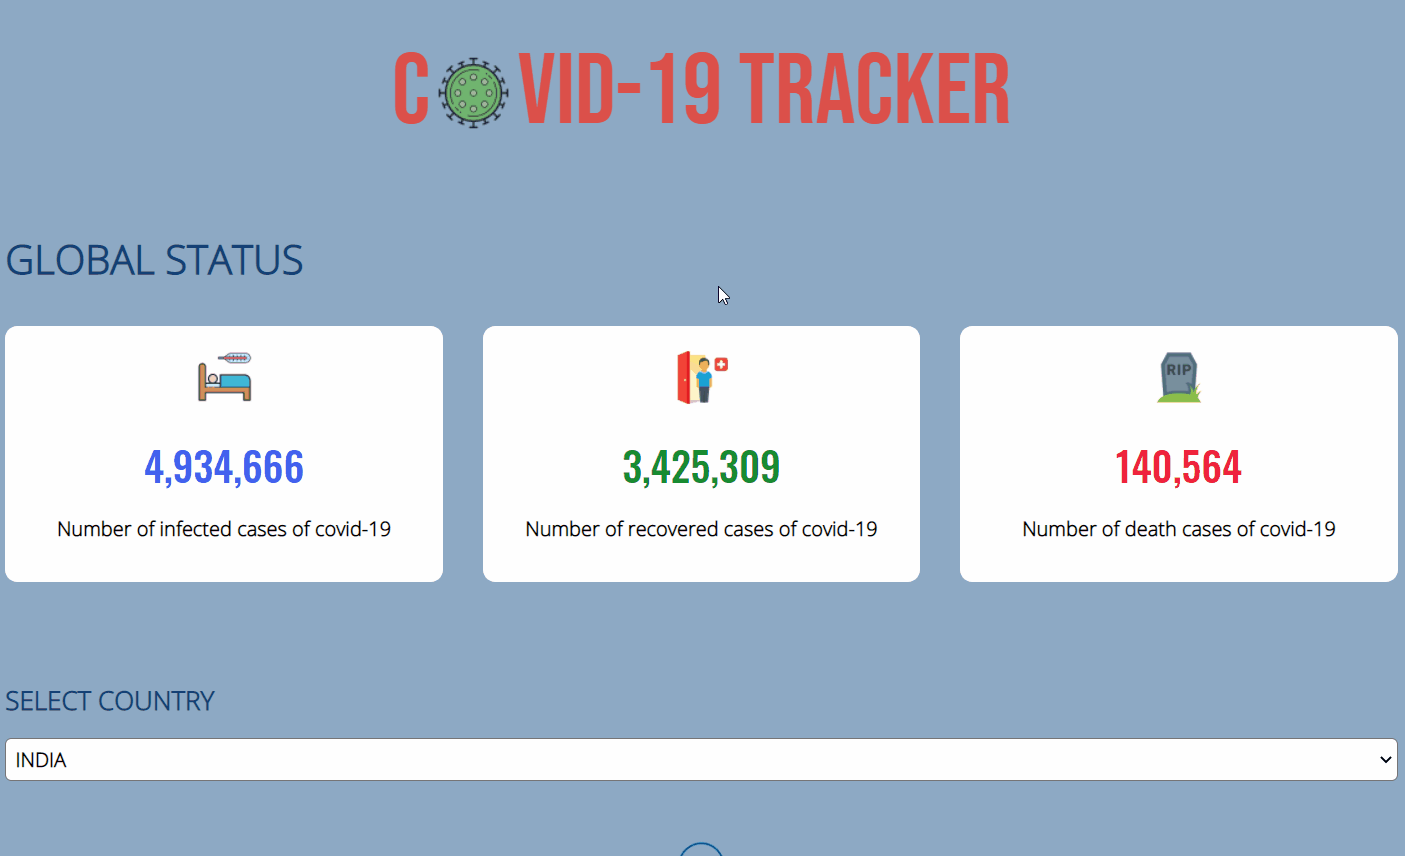 C VID-19 TRACKER
GLOBAL STATUS
RIP
4,934,666
3,425,309
140,564
Number of infected cases of covid-19
Number of recovered cases of covid-19
Number of death cases of covid-19
SELECT COUNTRY
INDIA